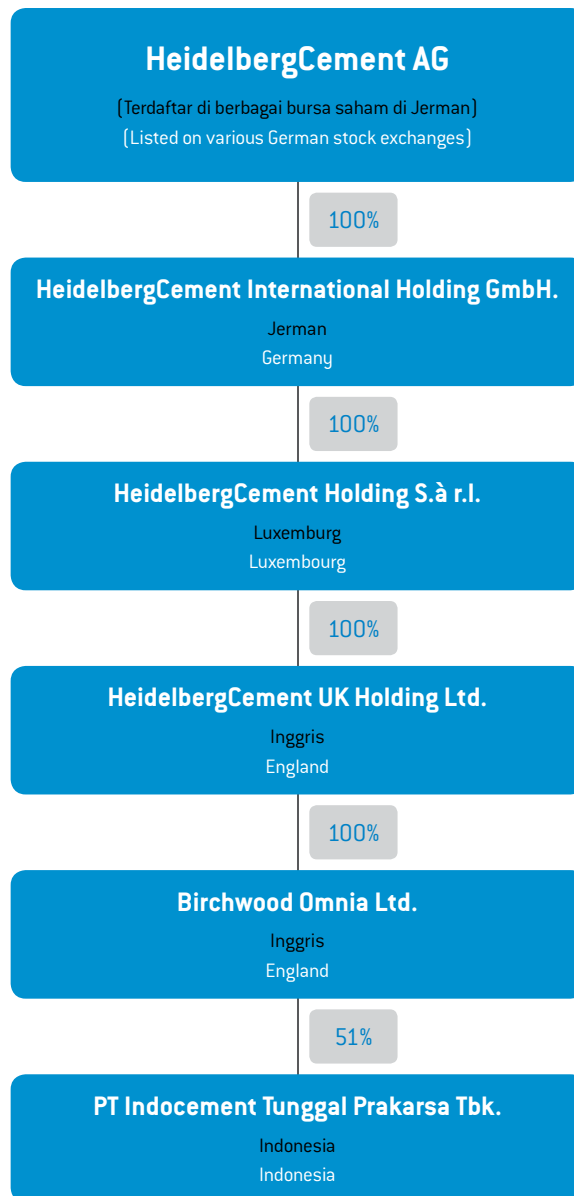 HeidelbergCement AG
(Terdaftar di berbagai bursa saham di Jerman)
(Listed on various German stock exchanges)
100%
HeidelbergCement International Holding GmbH.
Jerman
Germany
100%
HeidelbergCement Holding S.à r.l.
Luxemburg
Luxembourg
100%
HeidelbergCement UK Holding Ltd.
Inggris
England
100%
Birchwood Omnia Ltd.
Inggris
England
51%
PT Indocement Tunggal Prakarsa Tbk.
Indonesia
Indonesia